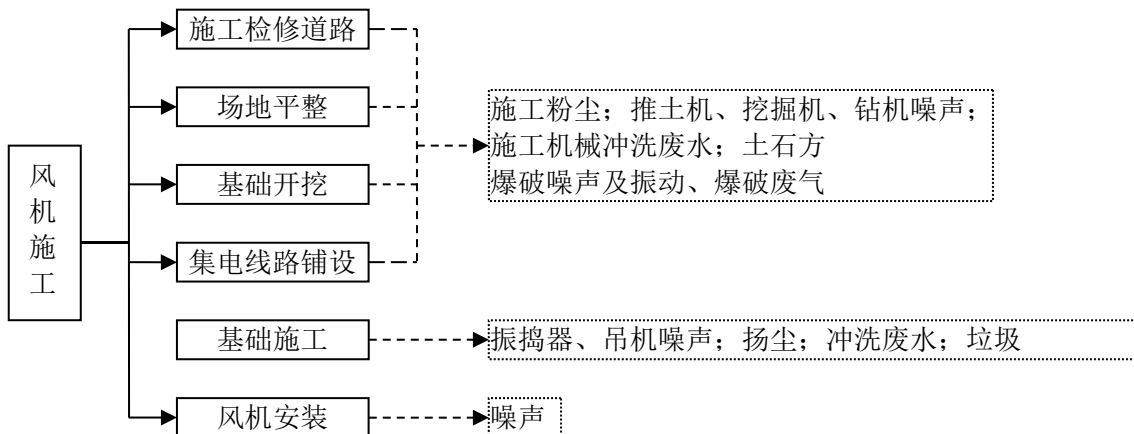 施工检修道路
场地平整
施工粉尘；推土机、挖掘机、钻机噪声；
施工机械冲洗废水；土石方
爆破噪声及振动、爆破废气
风
机
施
工
基础开挖
集电线路铺设
基础施工
振捣器、吊机噪声；扬尘；冲洗废水；垃圾
风机安装
噪声